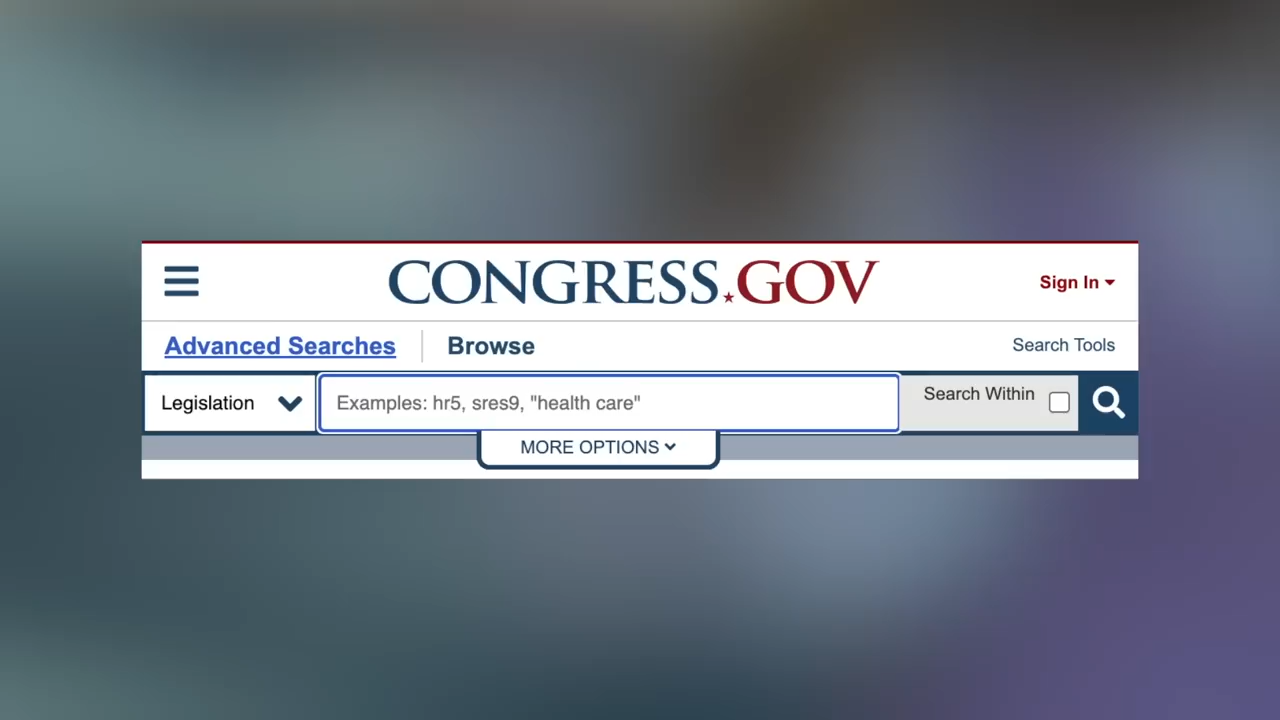 CONGRESS.GOV
Sign In
Advanced Searches
Browse
Search Tools
Legislation
Examples: hr5, sres9, "health care"
Search Within
MORE OPTIONS